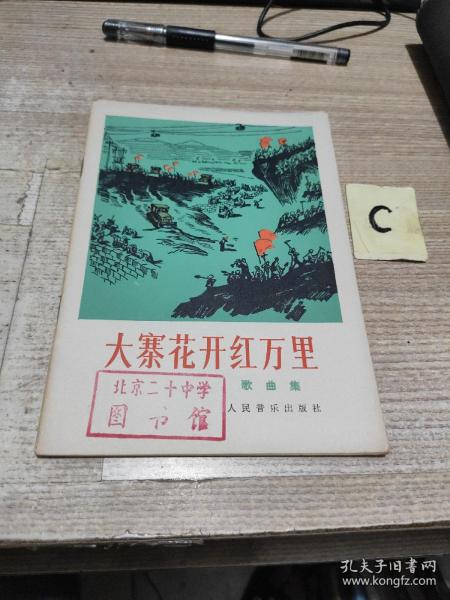 C
大寨花开红万里
歌曲集
人民音乐出版社
北京二十中学
图书馆
孔夫子旧书网
www.kongfz.com